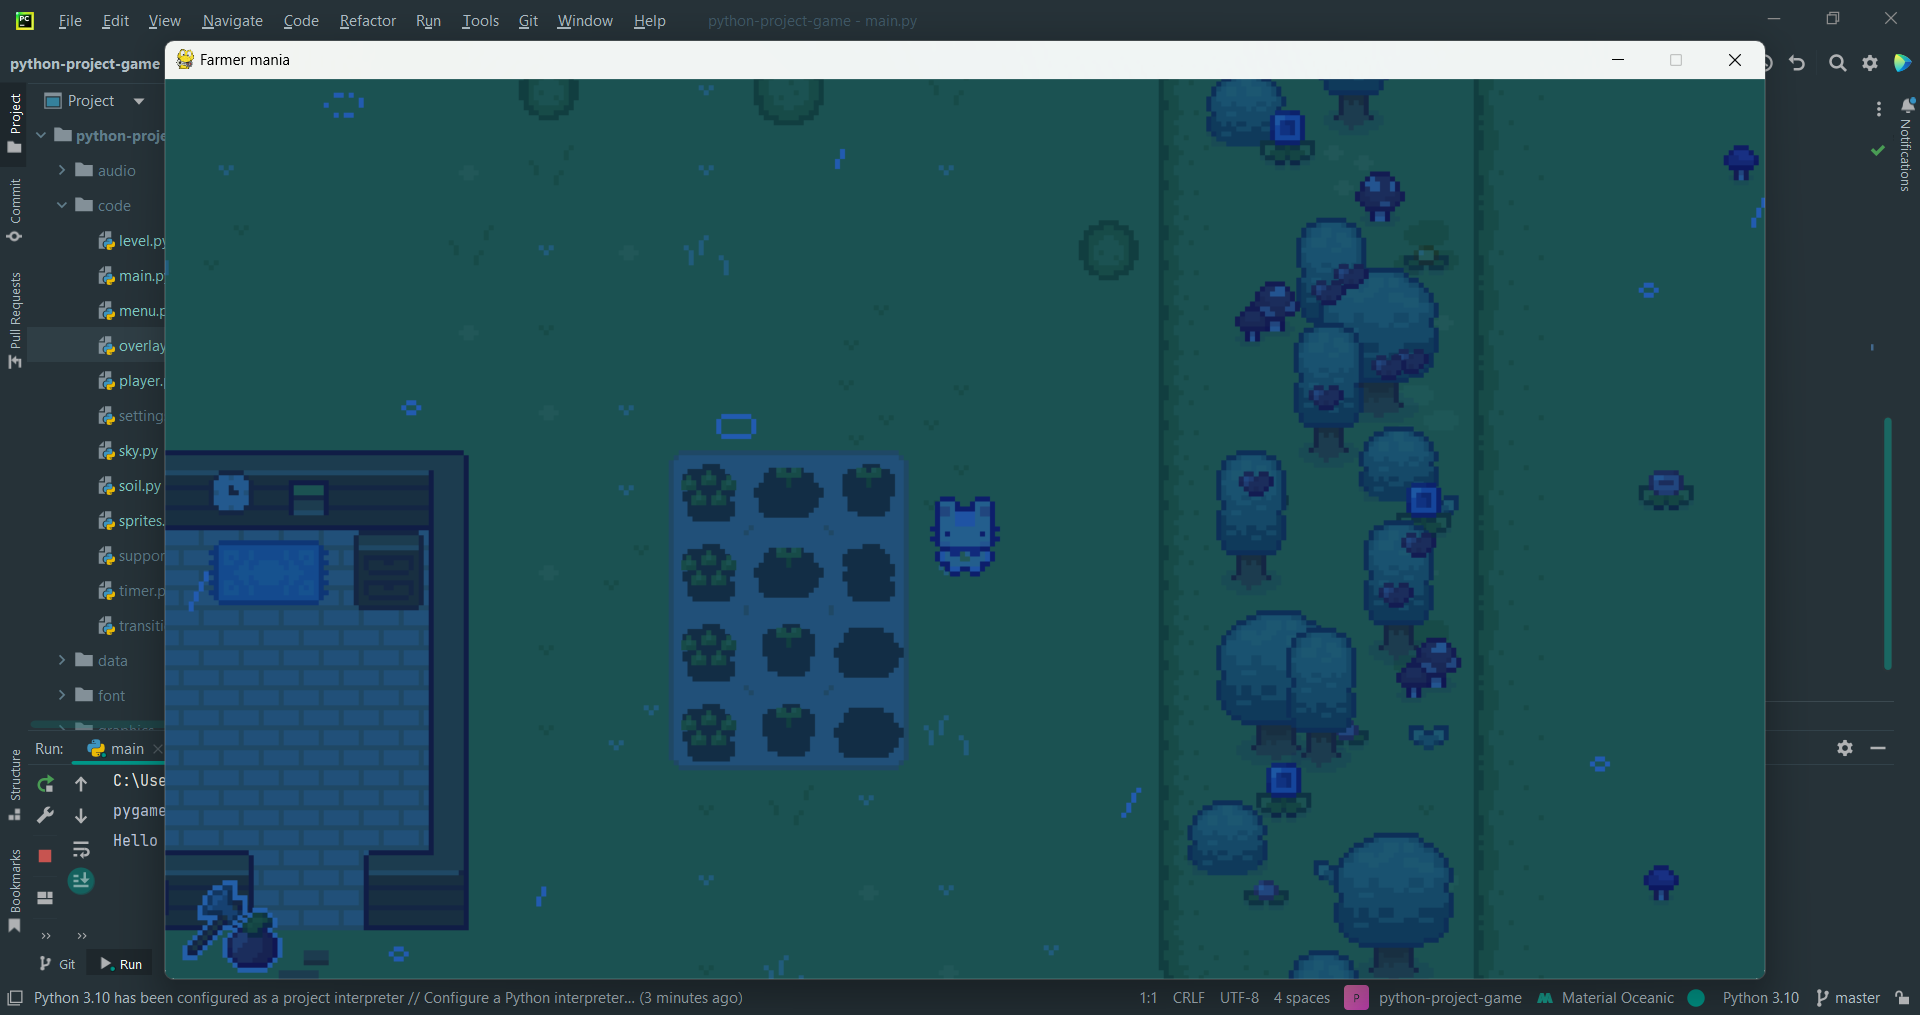 PC File Edit View Navigate Code Refactor Run Tools Git Window Help python-project-game - main.py
python-project-game
Farmer mania
Project
Project
python-proje
audio
code
level.py
main.p
menu.p
overlay
player.
setting
sky.py
soil.py
sprites.
suppor
timer.p
transiti
data
font
graphics
Commit
Pull Requests
Structure
Bookmarks
Notifications
Run: main
C:\Use
pygame
Hello
Git Run
Python 3.10 has been configured as a project interpreter // Configure a Python interpreter... (3 minutes ago) 1:1 CRLF UTF-8 4 spaces P python-project-game Material Oceanic Python 3.10 master